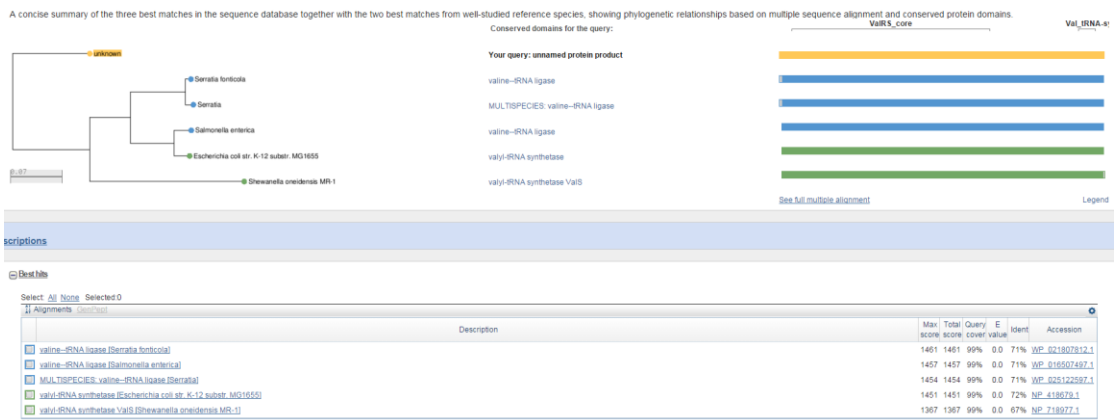 A concise summary of the three best matches in the sequence database together with the two best matches from well-studied reference species, showing phylogenetic relationships based on multiple sequence alignment and conserved protein domains.
Conserved domains for the query:
ValRS_core
Val_tRNA-sy
unknown
Your query: unnamed protein product
Serratia fonticola
valine--tRNA ligase
Serratia
MULTISPECIES: valine--tRNA ligase
Salmonella enterica
valine--tRNA ligase
Escherichia coli str. K-12 substr. MG1655
valyl-tRNA synthetase
0.07
Shewanella oneidensis MR-1
valyl-tRNA synthetase ValS
See full multiple alignment
Legend
scriptions
Best hits
Select: All None Selected:0
Alignments GenPept
Description Max score Total score Query cover E value Ident Accession
valine--tRNA ligase [Serratia fonticola] 1461 1461 99% 0.0 71% WP_021807812.1
valine--tRNA ligase [Salmonella enterica] 1457 1457 99% 0.0 71% WP_016507497.1
MULTISPECIES: valine--tRNA ligase [Serratia] 1454 1454 99% 0.0 71% WP_025122597.1
valyl-tRNA synthetase [Escherichia coli str. K-12 substr. MG1655] 1451 1451 99% 0.0 72% NP_418679.1
valyl-tRNA synthetase ValS [Shewanella oneidensis MR-1] 1367 1367 99% 0.0 67% NP_718977.1